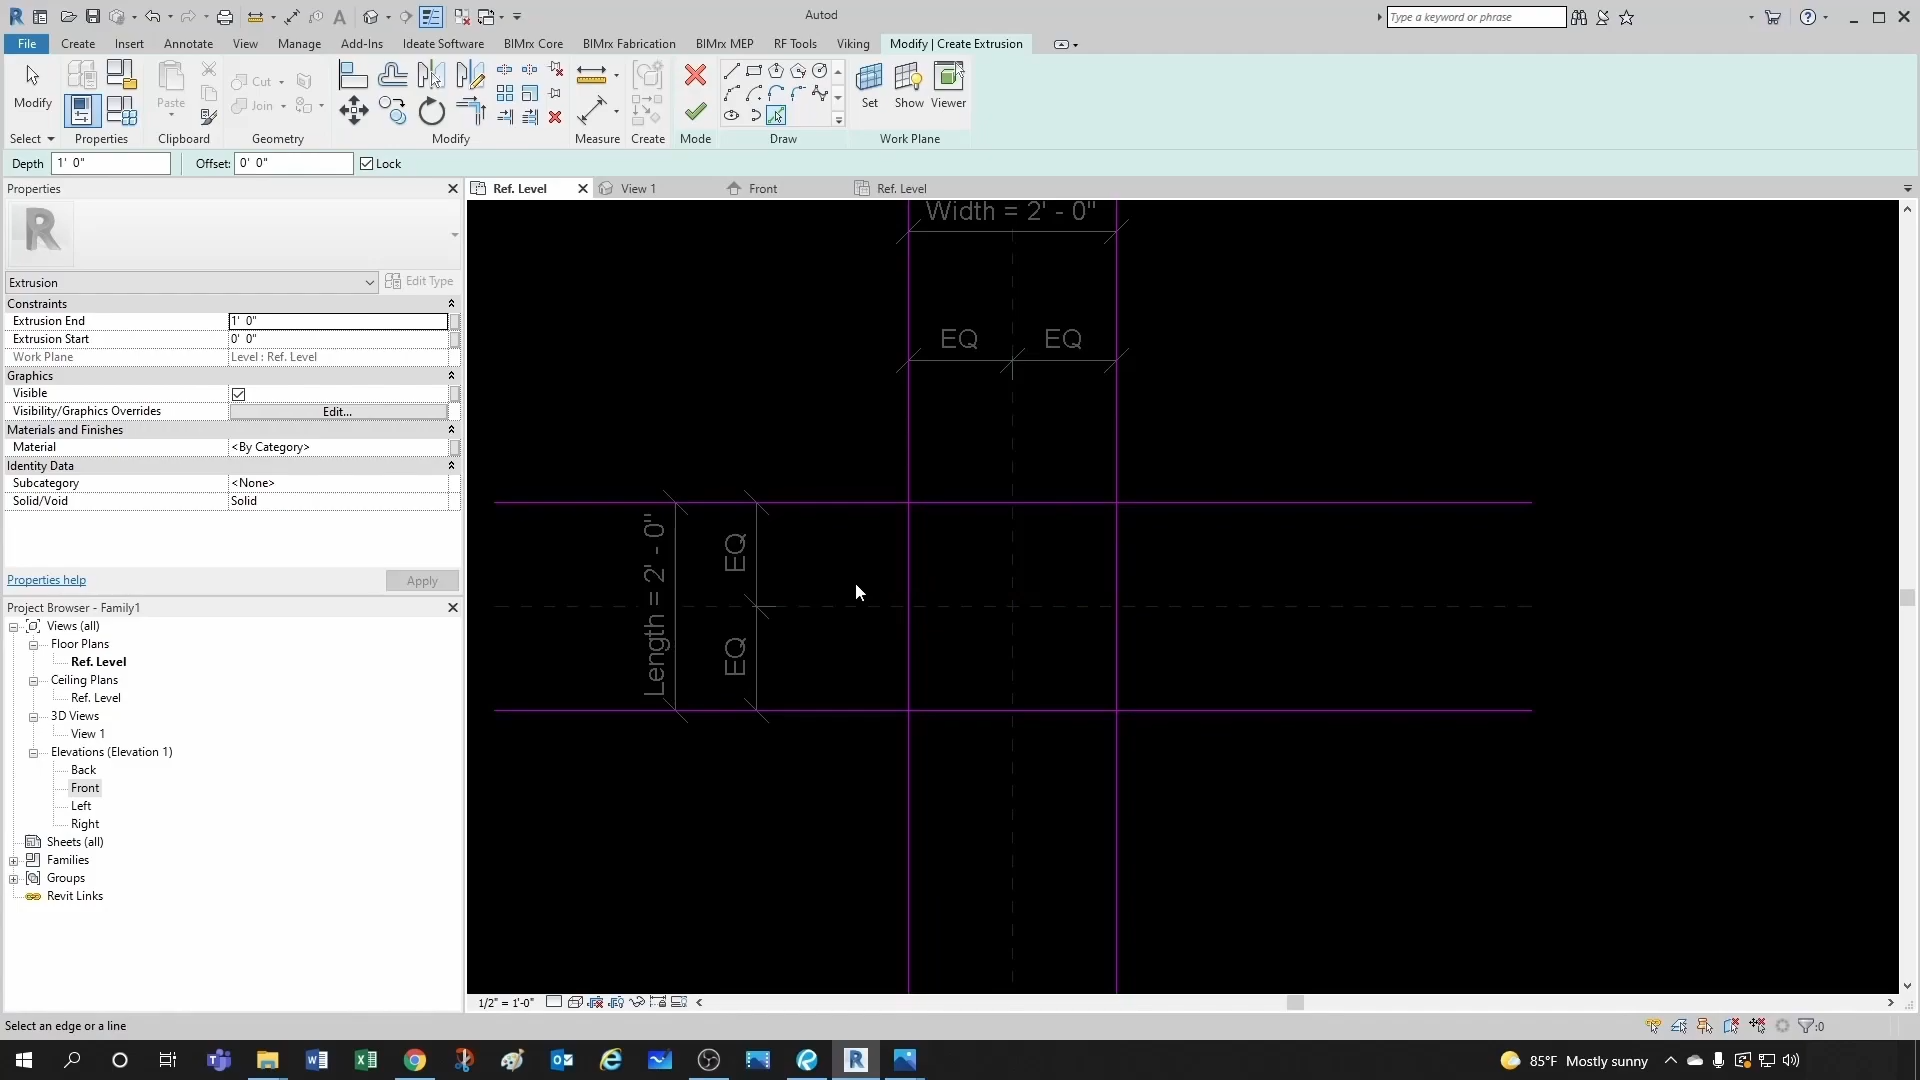 Autod
Type a keyword or phrase
File Create Insert Annotate View Manage Add-Ins Ideate Software BIMrx Core BIMrx Fabrication BIMrx MEP RF Tools Viking Modify | Create Extrusion
Modify Paste Cut Join Set Show Viewer
Select Properties Clipboard Geometry Modify Measure Create Mode Draw Work Plane
Depth 1' 0" Offset: 0' 0" Lock
Properties
Ref. Level View 1 Front Ref. Level
Extrusion Edit Type
Constraints
Extrusion End 1' 0"
Extrusion Start 0' 0"
Work Plane Level : Ref. Level
Graphics
Visible
Visibility/Graphics Overrides Edit...
Materials and Finishes
Material <By Category>
Identity Data
Subcategory <None>
Solid/Void Solid
Properties help Apply
Project Browser - Family1
Views (all)
Floor Plans
Ref. Level
Ceiling Plans
Ref. Level
3D Views
View 1
Elevations (Elevation 1)
Back
Front
Left
Right
Sheets (all)
Families
Groups
Revit Links
Width = 2' - 0"
EQ EQ
Length = 2' - 0"
EQ
EQ
1/2" = 1'-0"
Select an edge or a line
:0
85°F Mostly sunny